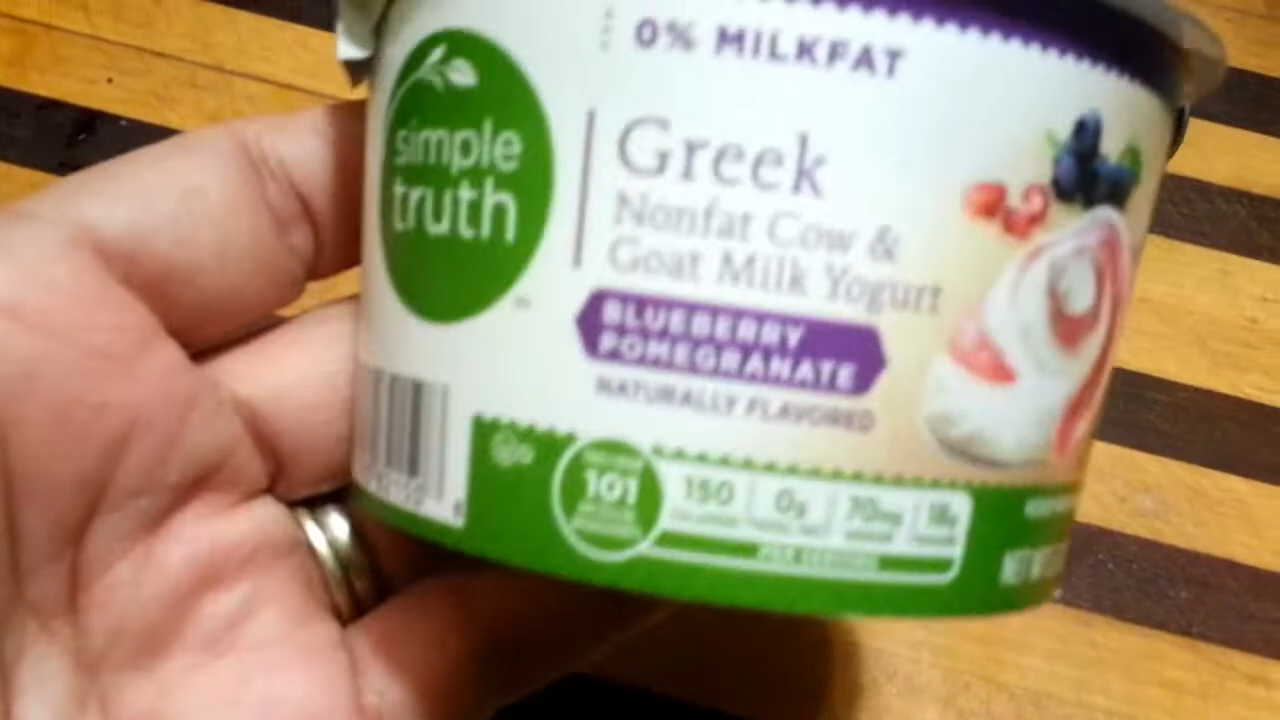 0% MILKFAT
simple
truth
Greek
Nonfat Cow &
Goat Milk Yogurt
BLUEBERRY
POMEGRANATE
NATURALLY FLAVORED
101
150
0g
70mg
18g
PER SERVING